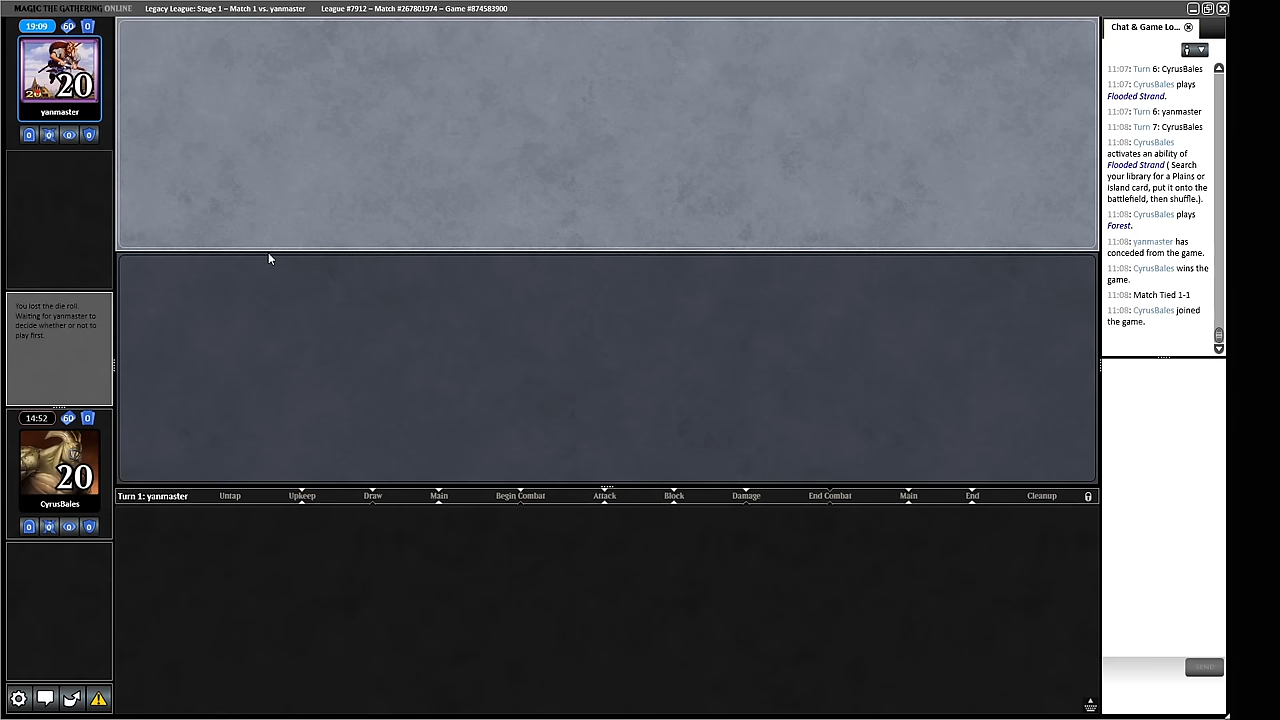 MAGIC THE GATHERING ONLINE
Legacy League: Stage 1 – Match 1 vs. yanmaster
League #7912 – Match #267801974 – Game #874583900
19:09
60
0
20
20
yanmaster
0
0
0
0
You lost the die roll.
Waiting for yanmaster to
decide whether or not to
play first.
14:52
60
0
20
CyrusBales
0
0
0
0
Turn 1: yanmaster
Untap
Upkeep
Draw
Main
Begin Combat
Attack
Block
Damage
End Combat
Main
End
Cleanup
Chat & Game Lo...
11:07: Turn 6: CyrusBales
11:07: CyrusBales plays
Flooded Strand.
11:07: Turn 6: yanmaster
11:08: Turn 7: CyrusBales
11:08: CyrusBales
activates an ability of
Flooded Strand ( Search
your library for a Plains or
Island card, put it onto the
battlefield, then shuffle.).
11:08: CyrusBales plays
Forest.
11:08: yanmaster has
conceded from the game.
11:08: CyrusBales wins the
game.
11:08: Match Tied 1-1
11:08: CyrusBales joined
the game.
SEND